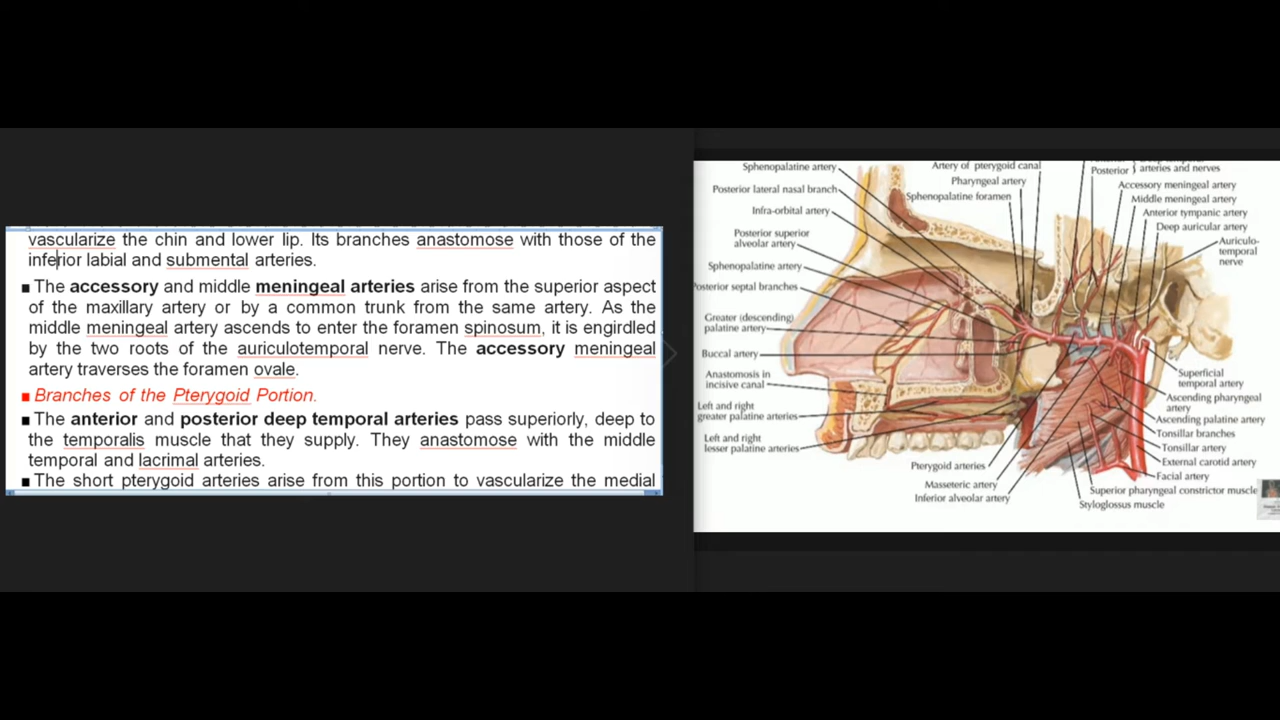 vascularize the chin and lower lip. Its branches anastomose with those of the
inferior labial and submental arteries.
■ The accessory and middle meningeal arteries arise from the superior aspect
of the maxillary artery or by a common trunk from the same artery. As the
middle meningeal artery ascends to enter the foramen spinosum, it is engirdled
by the two roots of the auriculotemporal nerve. The accessory meningeal
artery traverses the foramen ovale.
■ Branches of the Pterygoid Portion.
■ The anterior and posterior deep temporal arteries pass superiorly, deep to
the temporalis muscle that they supply. They anastomose with the middle
temporal and lacrimal arteries.
■ The short pterygoid arteries arise from this portion to vascularize the medial
Sphenopalatine artery
Posterior lateral nasal branch
Infra-orbital artery
Posterior superior
alveolar artery
Sphenopalatine artery
osterior septal branches
Greater (descending)
palatine artery
Buccal artery
Anastomosis in
incisive canal
Left and right
greater palatine arteries
Left and right
lesser palatine arteries
Artery of pterygoid canal
Pharyngeal artery
Sphenopalatine foramen
Posterior } arteries and nerves
Accessory meningeal artery
Middle meningeal artery
Anterior tympanic artery
Deep auricular artery
Auriculo-
temporal
nerve
Superficial
temporal artery
Ascending pharyngeal
artery
Ascending palatine artery
Tonsillar branches
Tonsillar artery
External carotid artery
Facial artery
Superior pharyngeal constrictor muscle
Styloglossus muscle
Pterygoid arteries
Masseteric artery
Inferior alveolar artery